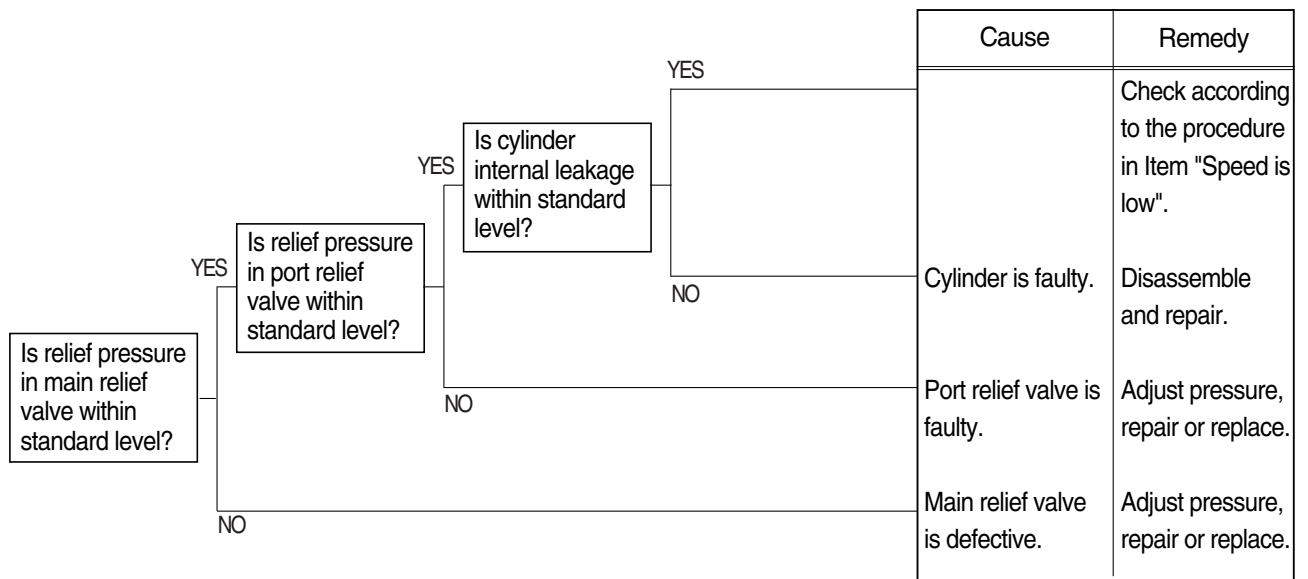 Cause
Remedy
YES
Check according
to the procedure
in Item "Speed is
low".
YES
Is cylinder
internal leakage
within standard
level?
YES
Is relief pressure
in port relief
valve within
standard level?
NO
Cylinder is faulty.
Disassemble
and repair.
Is relief pressure
in main relief
valve within
standard level?
NO
Port relief valve is
faulty.
Adjust pressure,
repair or replace.
NO
Main relief valve
is defective.
Adjust pressure,
repair or replace.